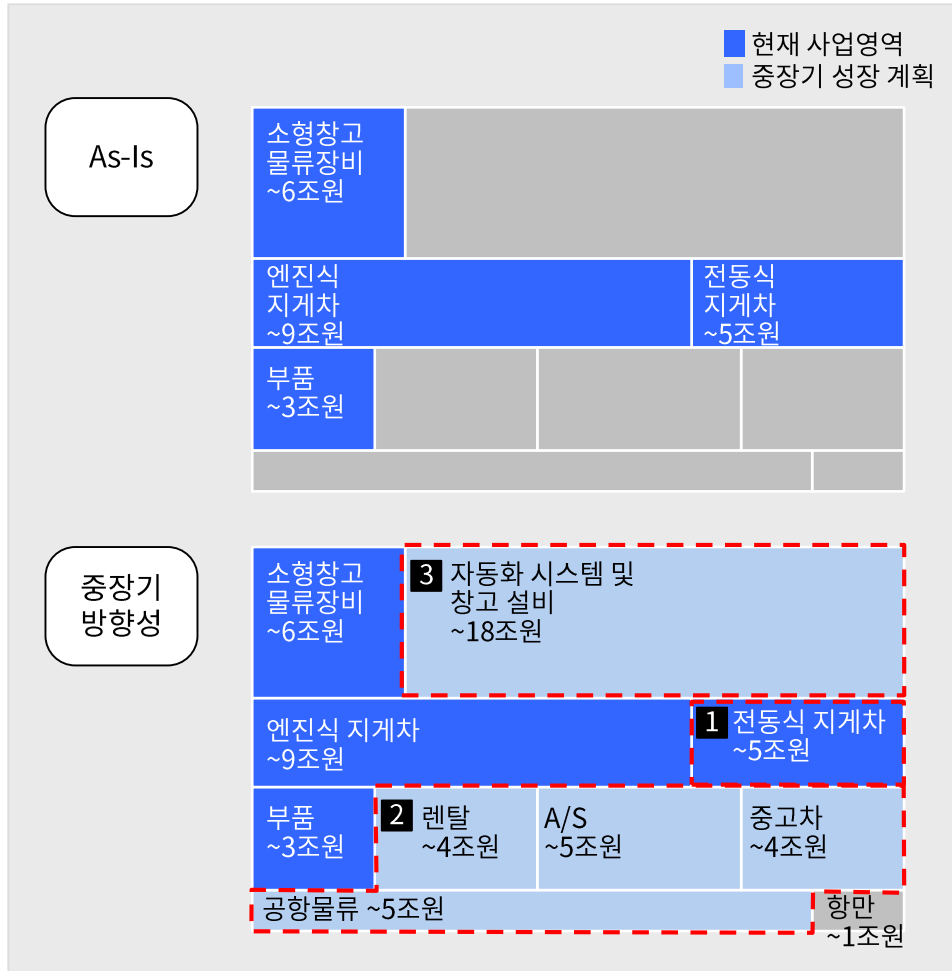 현재 사업영역
중장기 성장 계획
As-Is
소형창고
물류장비
~6조원
엔진식
지게차
~9조원
전동식
지게차
~5조원
부품
~3조원
중장기
방향성
소형창고
물류장비
~6조원
3 자동화 시스템 및
창고 설비
~18조원
엔진식 지게차
~9조원
1 전동식 지게차
~5조원
부품
~3조원
2 렌탈
~4조원
A/S
~5조원
중고차
~4조원
공항물류 ~5조원
항만
~1조원